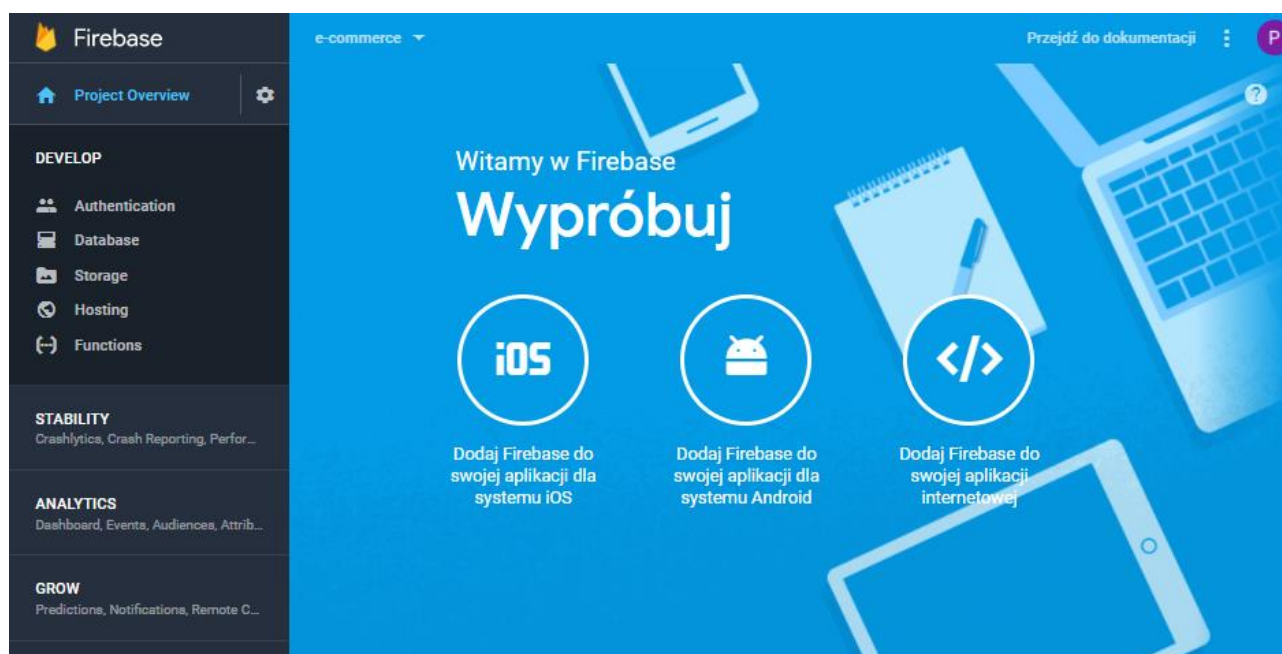 Firebase
e-commerce
Przejdź do dokumentacji
P
Project Overview
?
DEVELOP
Authentication
Database
Storage
Hosting
Functions
STABILITY
Crashlytics, Crash Reporting, Perfor...
ANALYTICS
Dashboard, Events, Audiences, Attrib...
GROW
Predictions, Notifications, Remote C...
Witamy w Firebase
Wypróbuj
iOS
Dodaj Firebase do
swojej aplikacji dla
systemu iOS
Dodaj Firebase do
swojej aplikacji dla
systemu Android
</>
Dodaj Firebase do
swojej aplikacji
internetowej